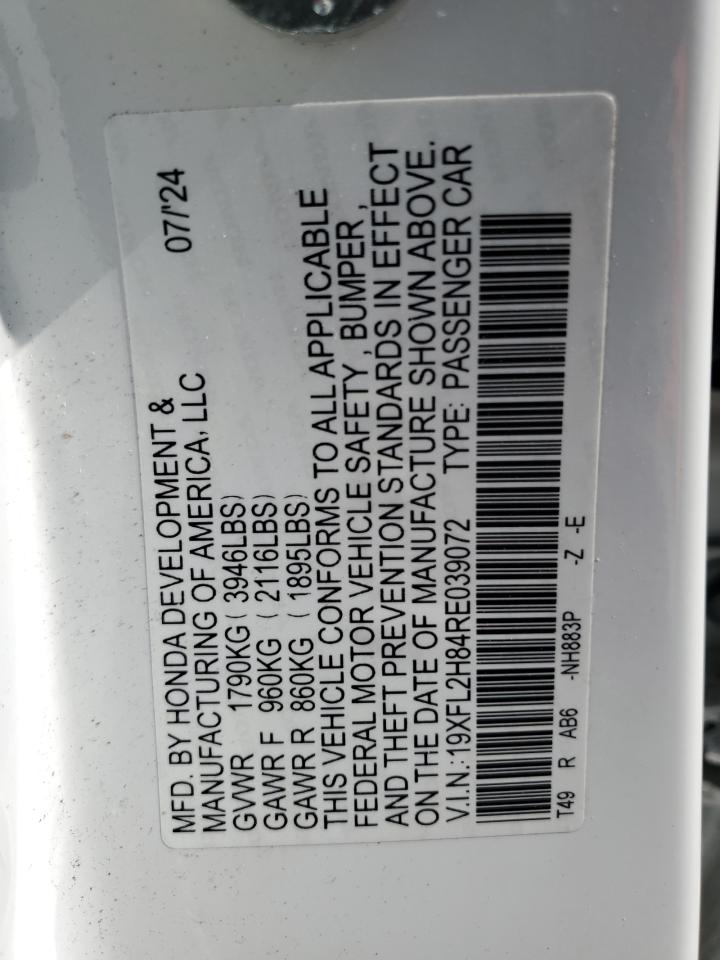 MFD. BY HONDA DEVELOPMENT & 07/'24
MANUFACTURING OF AMERICA, LLC
GVWR 1790KG ( 3946LBS)
GAWR F 960KG ( 2116LBS)
GAWR R 860KG ( 1895LBS)
THIS VEHICLE CONFORMS TO ALL APPLICABLE
FEDERAL MOTOR VEHICLE SAFETY , BUMPER ,
AND THEFT PREVENTION STANDARDS IN EFFECT
ON THE DATE OF MANUFACTURE SHOWN ABOVE.
V.I.N.:19XFL2H84RE039072 TYPE: PASSENGER CAR
T49 R AB6 -NH883P -Z -E